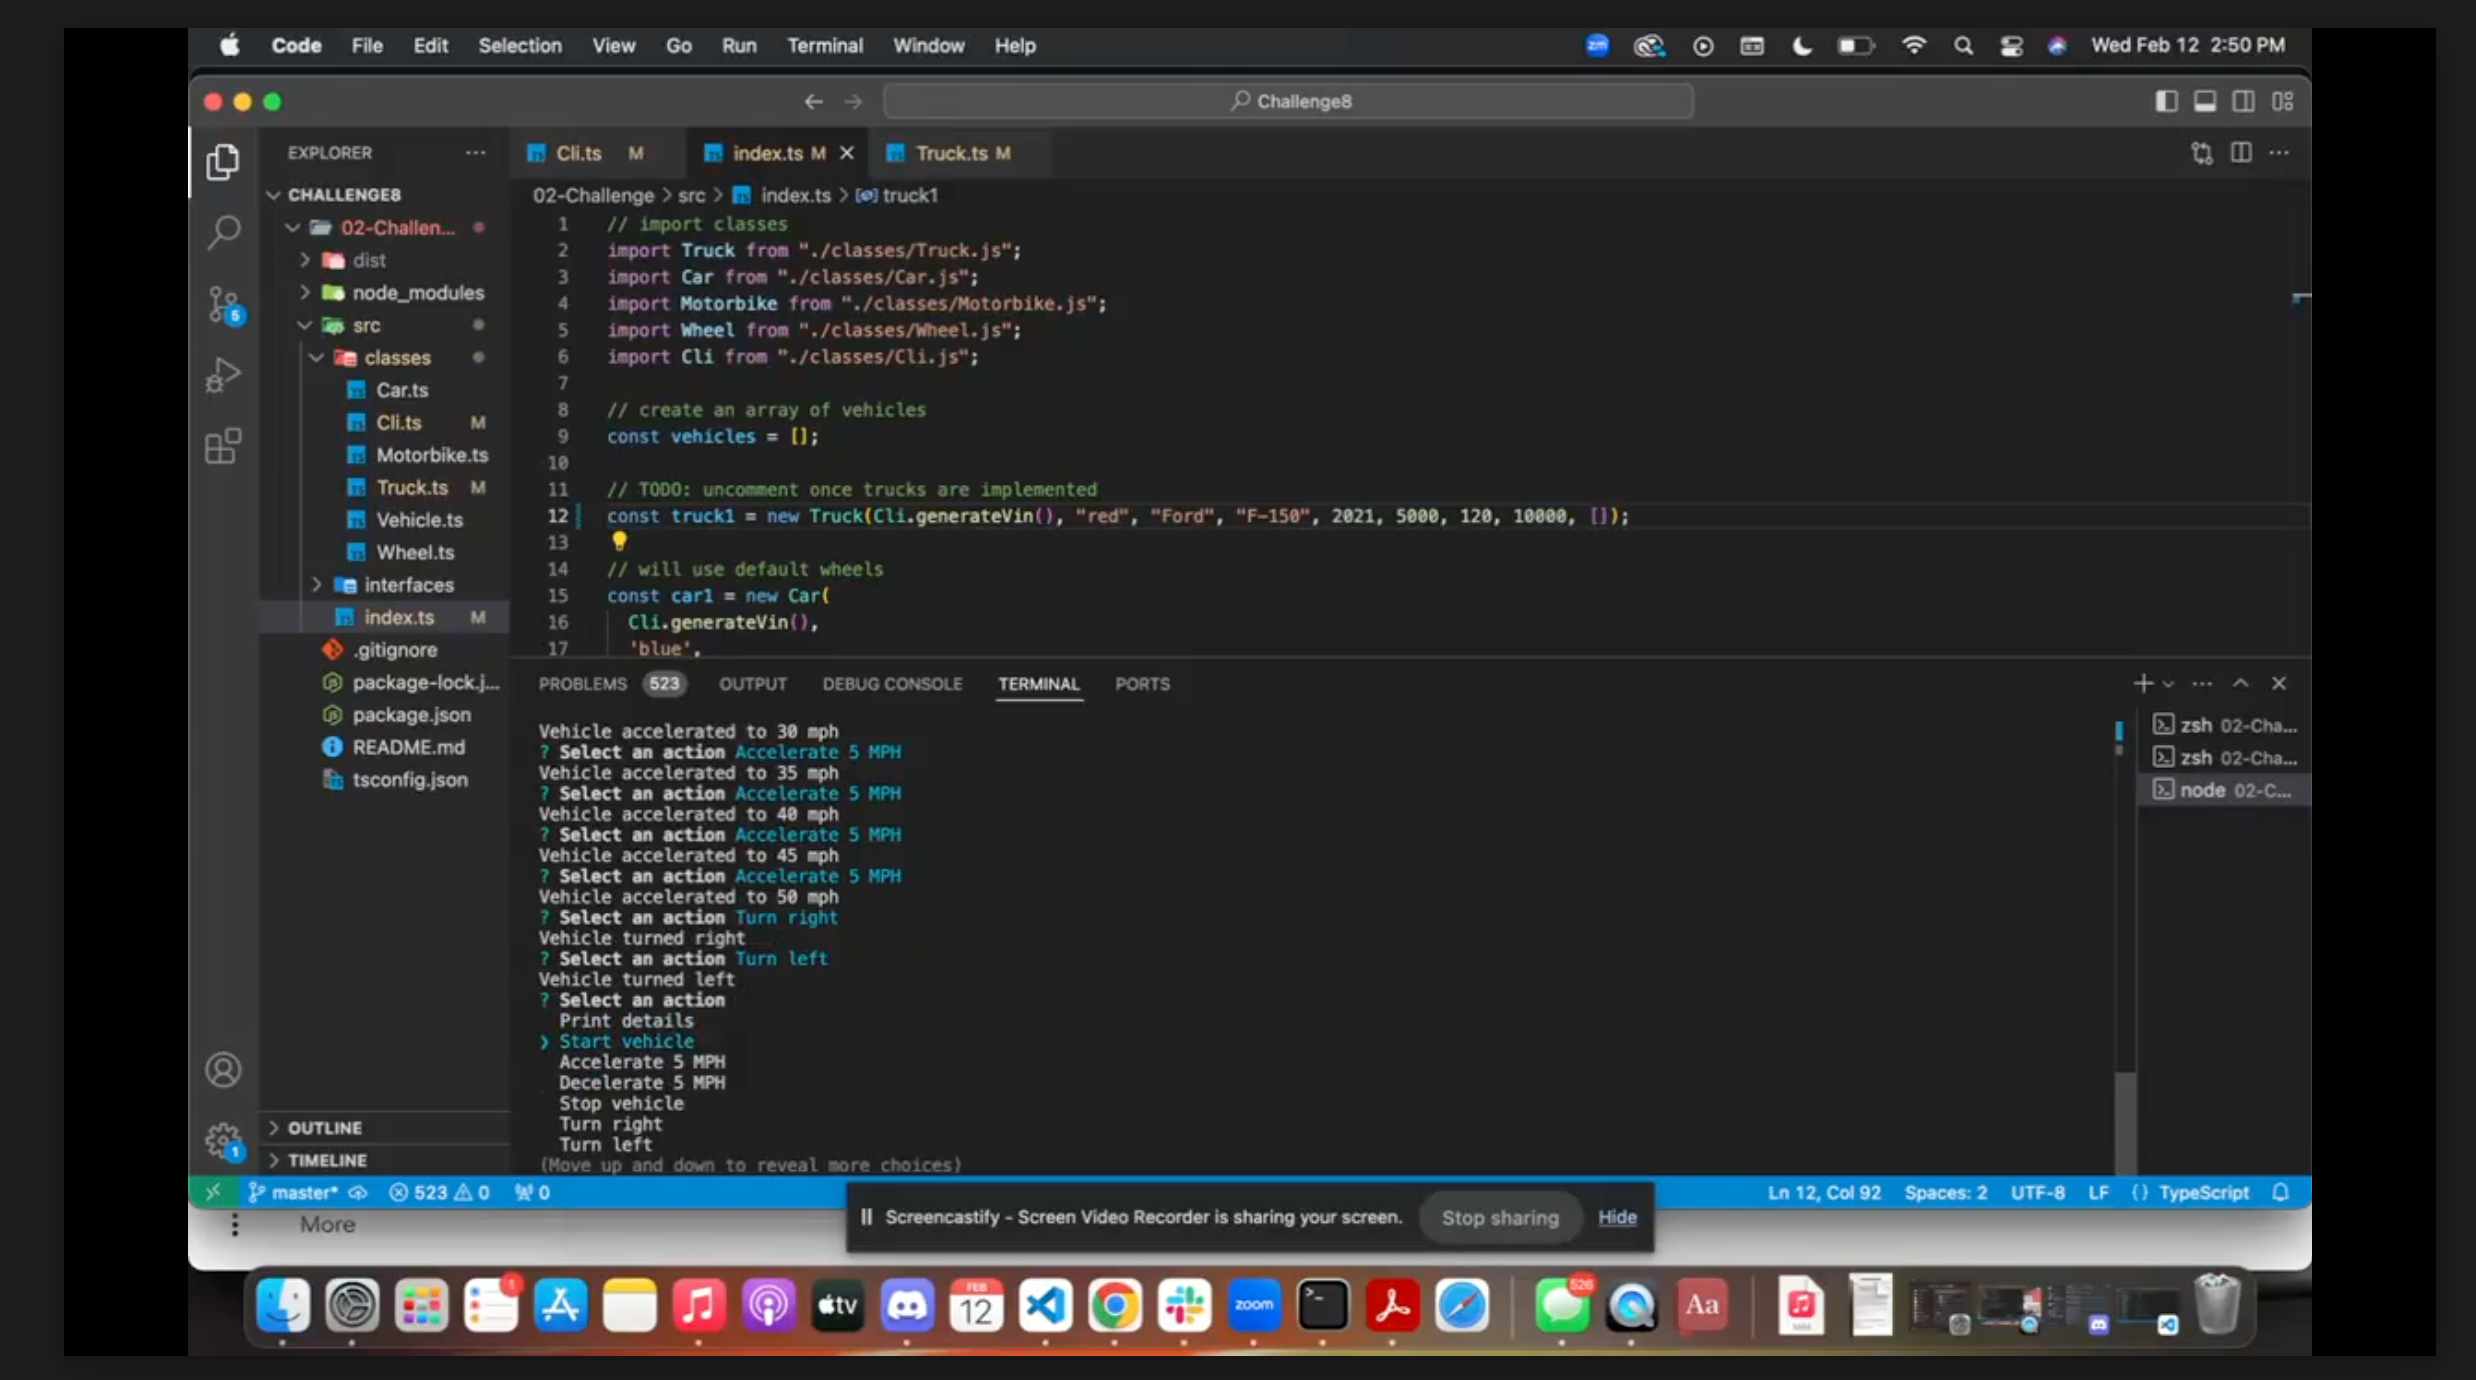 Code File Edit Selection View Go Run Terminal Window Help
zm
Wed Feb 12 2:50 PM
Challenge8
EXPLORER
CHALLENGE8
02-Challen...
dist
node_modules
src
classes
Car.ts
Cli.ts M
Motorbike.ts
Truck.ts M
Vehicle.ts
Wheel.ts
interfaces
index.ts M
.gitignore
package-lock.j...
package.json
README.md
tsconfig.json
OUTLINE
TIMELINE
5
1
Cli.ts M
index.ts M
Truck.ts M
02-Challenge > src > index.ts > truck1
1 // import classes
2 import Truck from "./classes/Truck.js";
3 import Car from "./classes/Car.js";
4 import Motorbike from "./classes/Motorbike.js";
5 import Wheel from "./classes/Wheel.js";
6 import Cli from "./classes/Cli.js";
7
8 // create an array of vehicles
9 const vehicles = [];
10
11 // TODO: uncomment once trucks are implemented
12 const truck1 = new Truck(Cli.generateVin(), "red", "Ford", "F-150", 2021, 5000, 120, 10000, []);
13
14 // will use default wheels
15 const car1 = new Car(
16 Cli.generateVin(),
17 'blue',
PROBLEMS 523 OUTPUT DEBUG CONSOLE TERMINAL PORTS
Vehicle accelerated to 30 mph
? Select an action Accelerate 5 MPH
Vehicle accelerated to 35 mph
? Select an action Accelerate 5 MPH
Vehicle accelerated to 40 mph
? Select an action Accelerate 5 MPH
Vehicle accelerated to 45 mph
? Select an action Accelerate 5 MPH
Vehicle accelerated to 50 mph
? Select an action Turn right
Vehicle turned right
? Select an action Turn left
Vehicle turned left
? Select an action
Print details
❯ Start vehicle
Accelerate 5 MPH
Decelerate 5 MPH
Stop vehicle
Turn right
Turn left
(Move up and down to reveal more choices)
zsh 02-Cha...
zsh 02-Cha...
node 02-C...
master* 523 0 0
Ln 12, Col 92 Spaces: 2 UTF-8 LF {} TypeScript
More
Screencastify - Screen Video Recorder is sharing your screen. Stop sharing Hide
1
tv
FEB
12
zoom
526
Aa